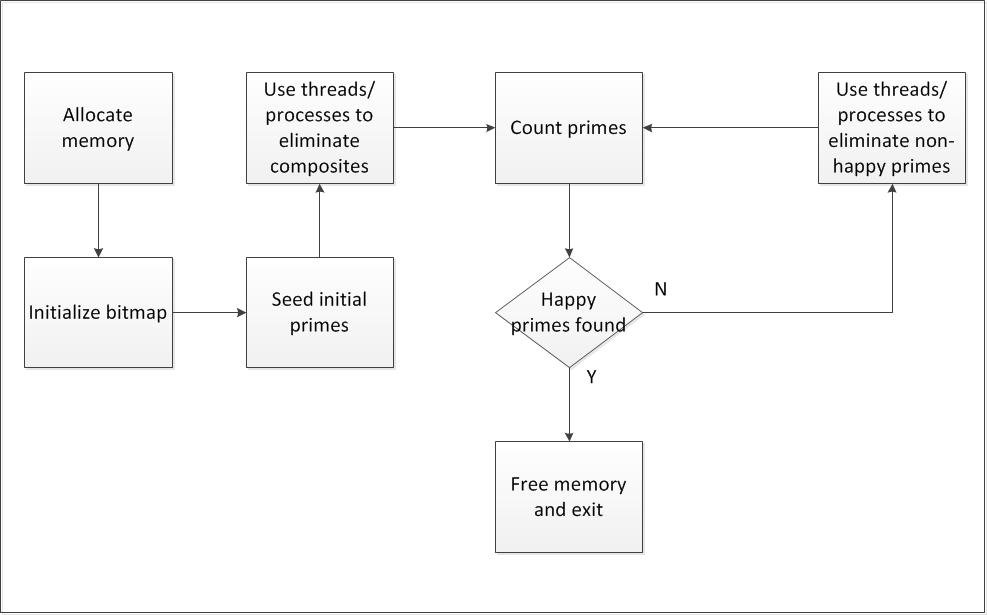 Allocate
memory
Initialize bitmap
Seed initial
primes
Use threads/
processes to
eliminate
composites
Count primes
Happy
primes found
N
Use threads/
processes to
eliminate non-
happy primes
Y
Free memory
and exit